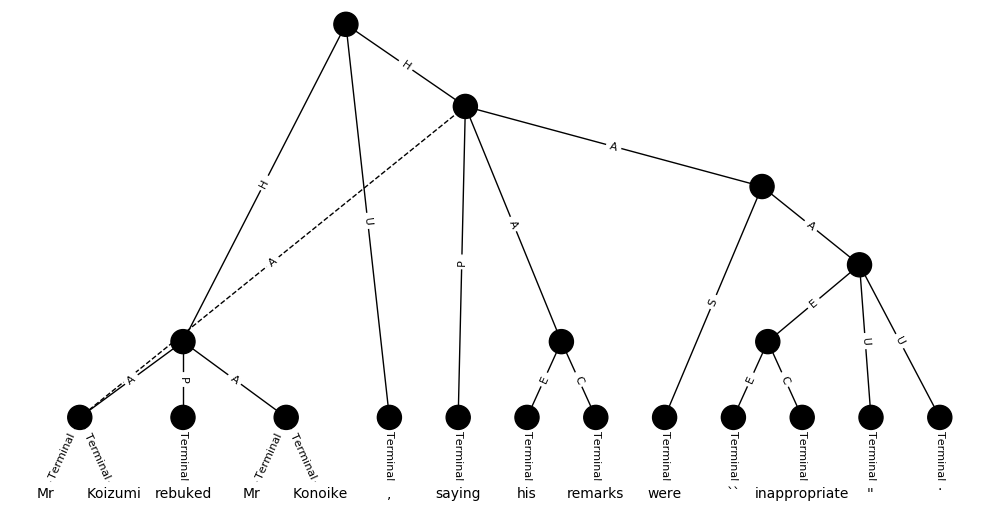 H
H
A
A
U
A
A
H
P
S
E
E
U
U
A
P
A
E
C
E
C
Terminal Terminal Terminal Terminal Terminal Terminal Terminal Terminal Terminal Terminal Terminal Terminal Terminal Terminal
Mr Koizumi rebuked Mr Konoike , saying his remarks were `` inappropriate " .